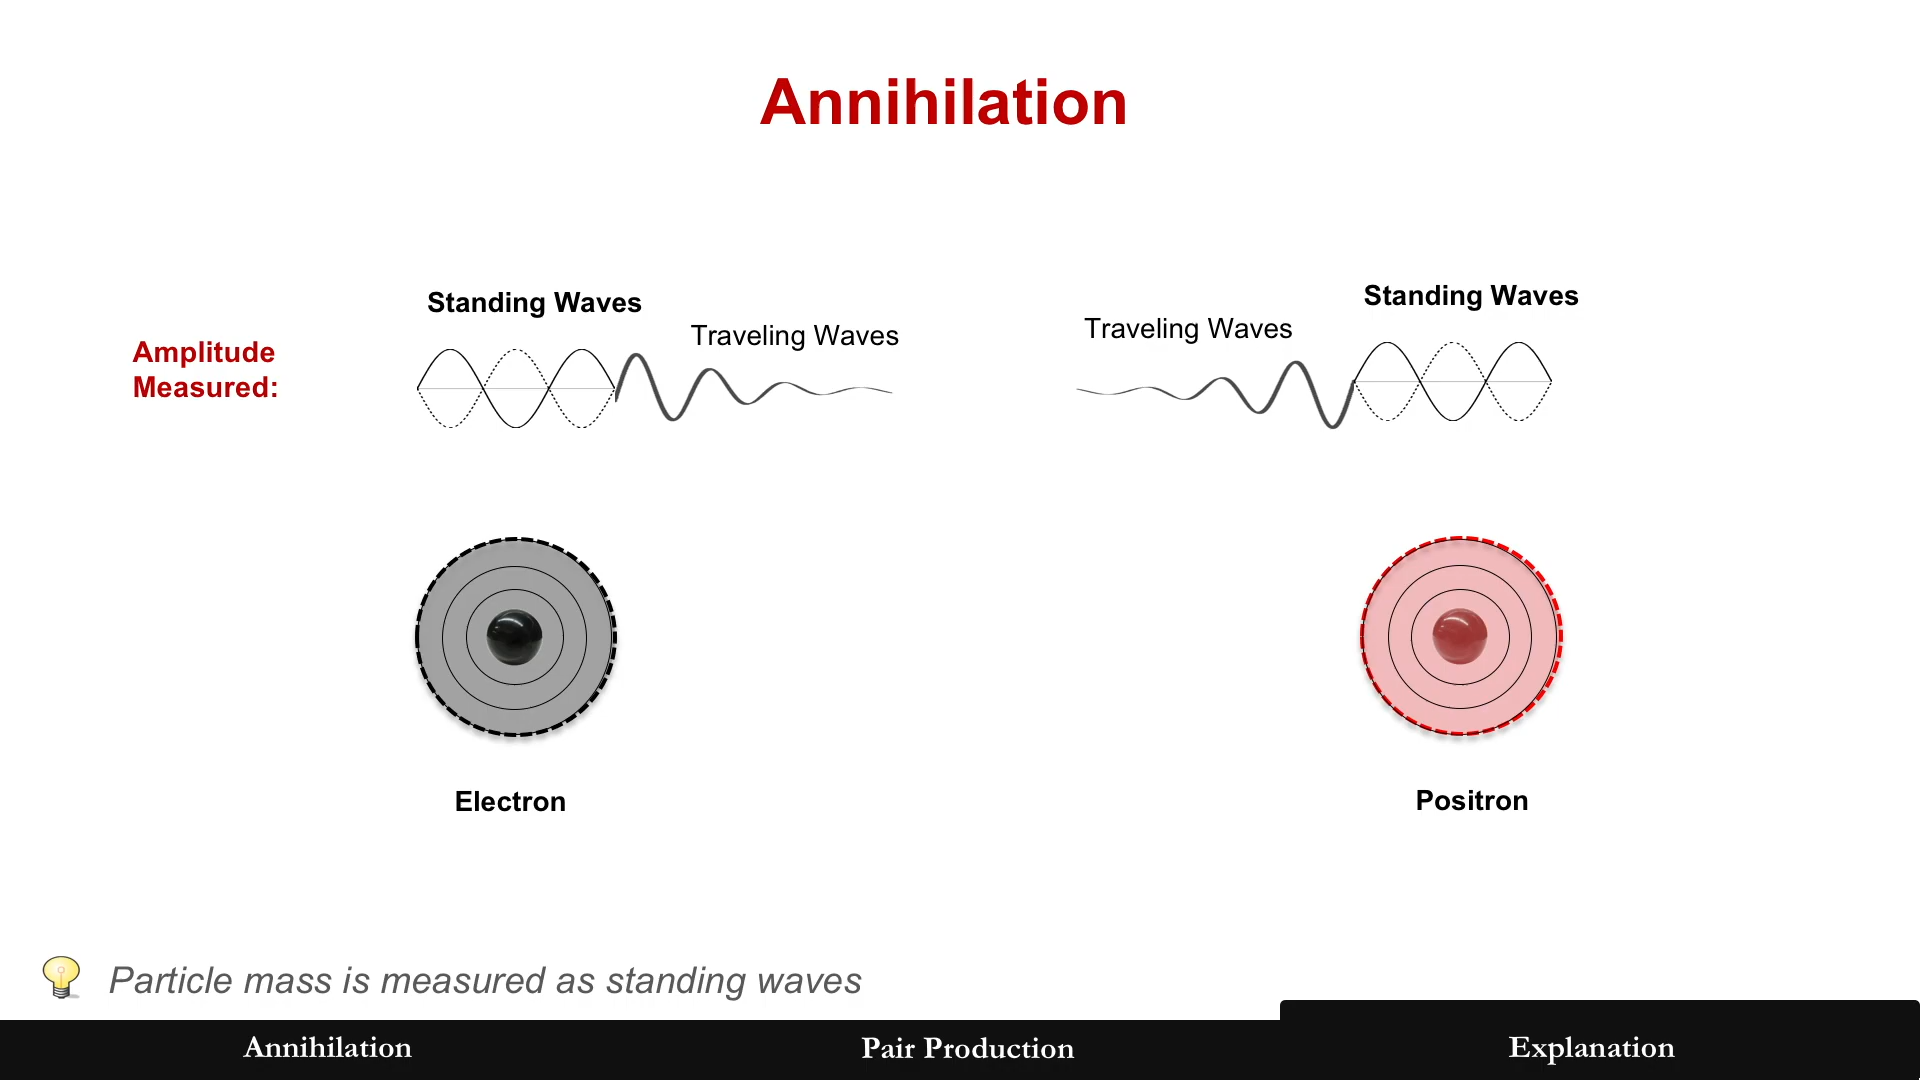 Annihilation
Standing Waves
Standing Waves
Traveling Waves
Traveling Waves
Amplitude
Measured:
Electron
Positron
Particle mass is measured as standing waves
Annihilation
Pair Production
Explanation